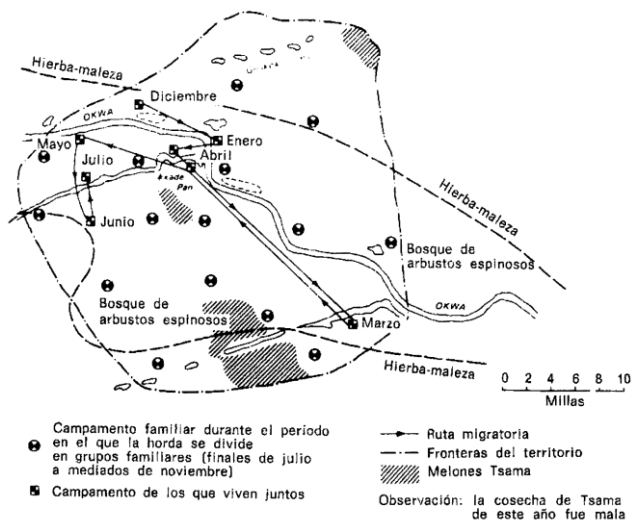 Hierba-maleza
Diciembre
OKWA
Mayo
Enero
Julio
Abril
Pan
Junio
Hierba-maleza
Bosque de
arbustos espinosos
Bosque de
arbustos espinosos
OKWA
Marzo
Hierba-maleza
0 2 4 6 8 10
Millas
Campamento familiar durante el período
en el que la horda se divide
en grupos familiares (finales de julio
a mediados de noviembre)
Campamento de los que viven juntos
Ruta migratoria
Fronteras del territorio
Melones Tsama
Observación: la cosecha de Tsama
de este año fue mala